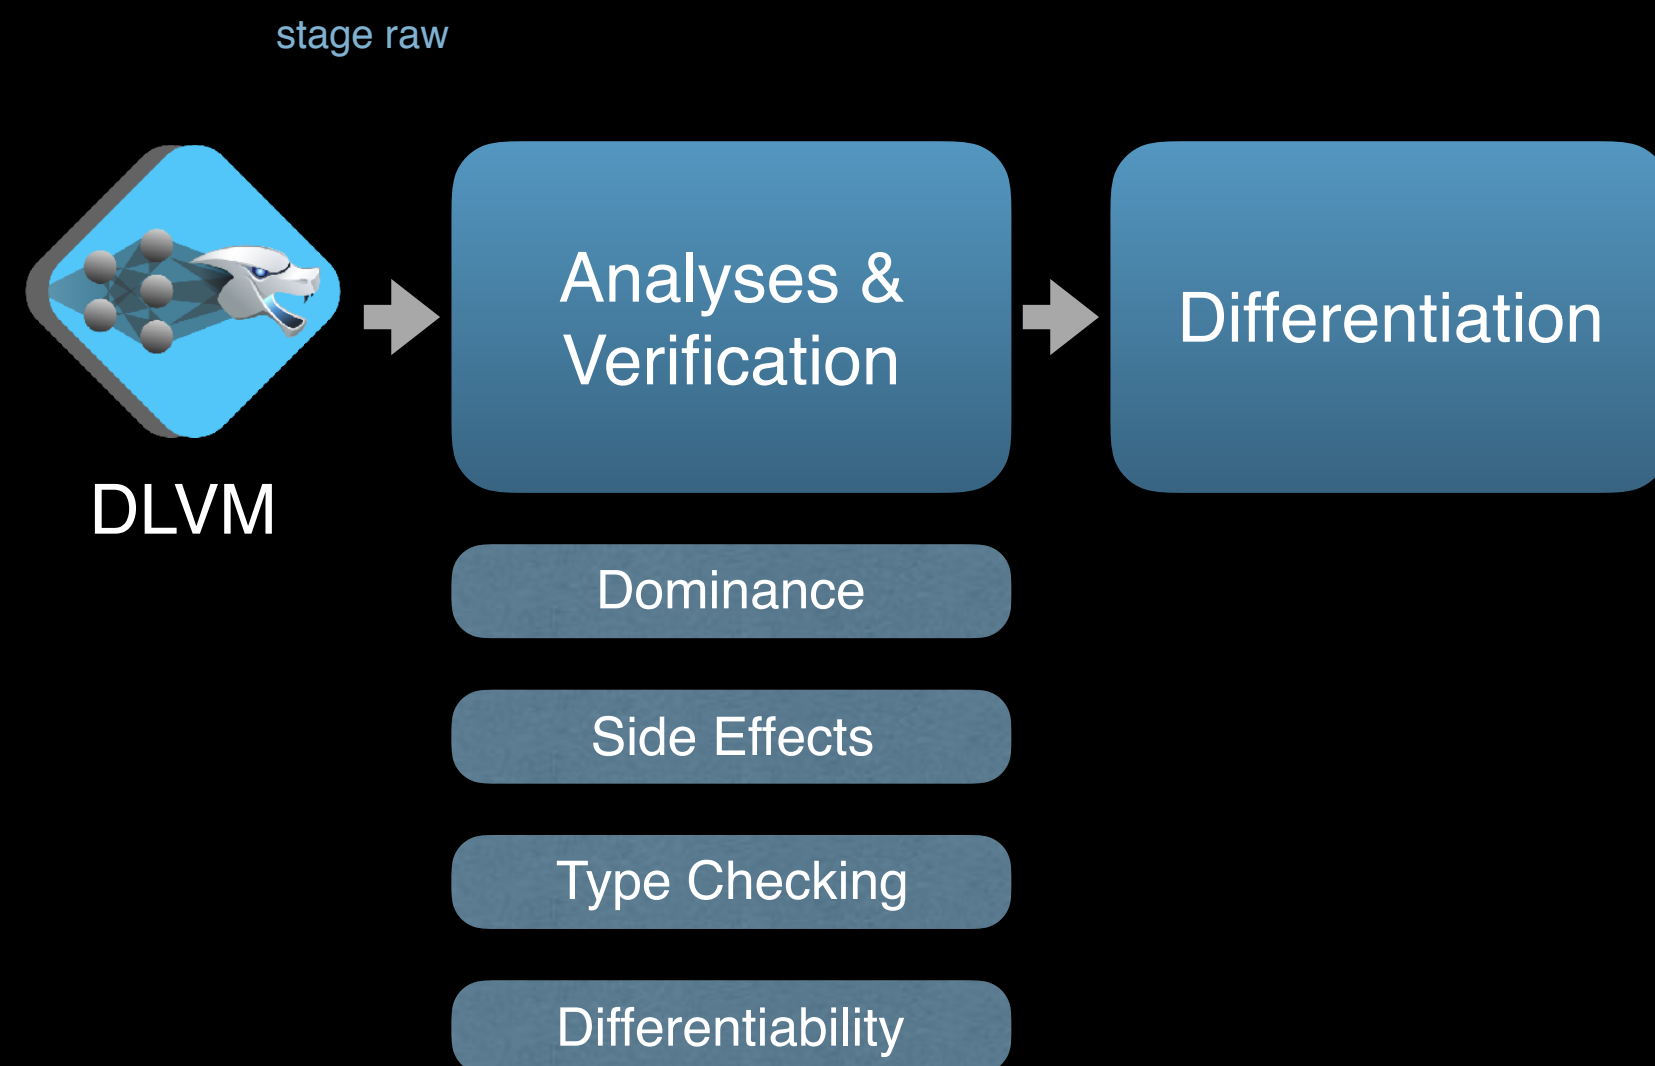 stage raw
DLVM
Analyses &
Verification
Differentiation
Dominance
Side Effects
Type Checking
Differentiability